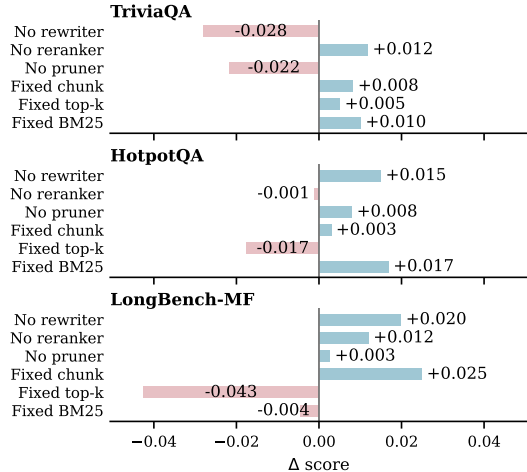 TriviaQA
No rewriter -0.028
No reranker +0.012
No pruner -0.022
Fixed chunk +0.008
Fixed top-k +0.005
Fixed BM25 +0.010
HotpotQA
No rewriter +0.015
No reranker -0.001
No pruner +0.008
Fixed chunk +0.003
Fixed top-k -0.017
Fixed BM25 +0.017
LongBench-MF
No rewriter +0.020
No reranker +0.012
No pruner +0.003
Fixed chunk +0.025
Fixed top-k -0.043
Fixed BM25 -0.004
−0.04 −0.02 0.00 0.02 0.04
Δ score